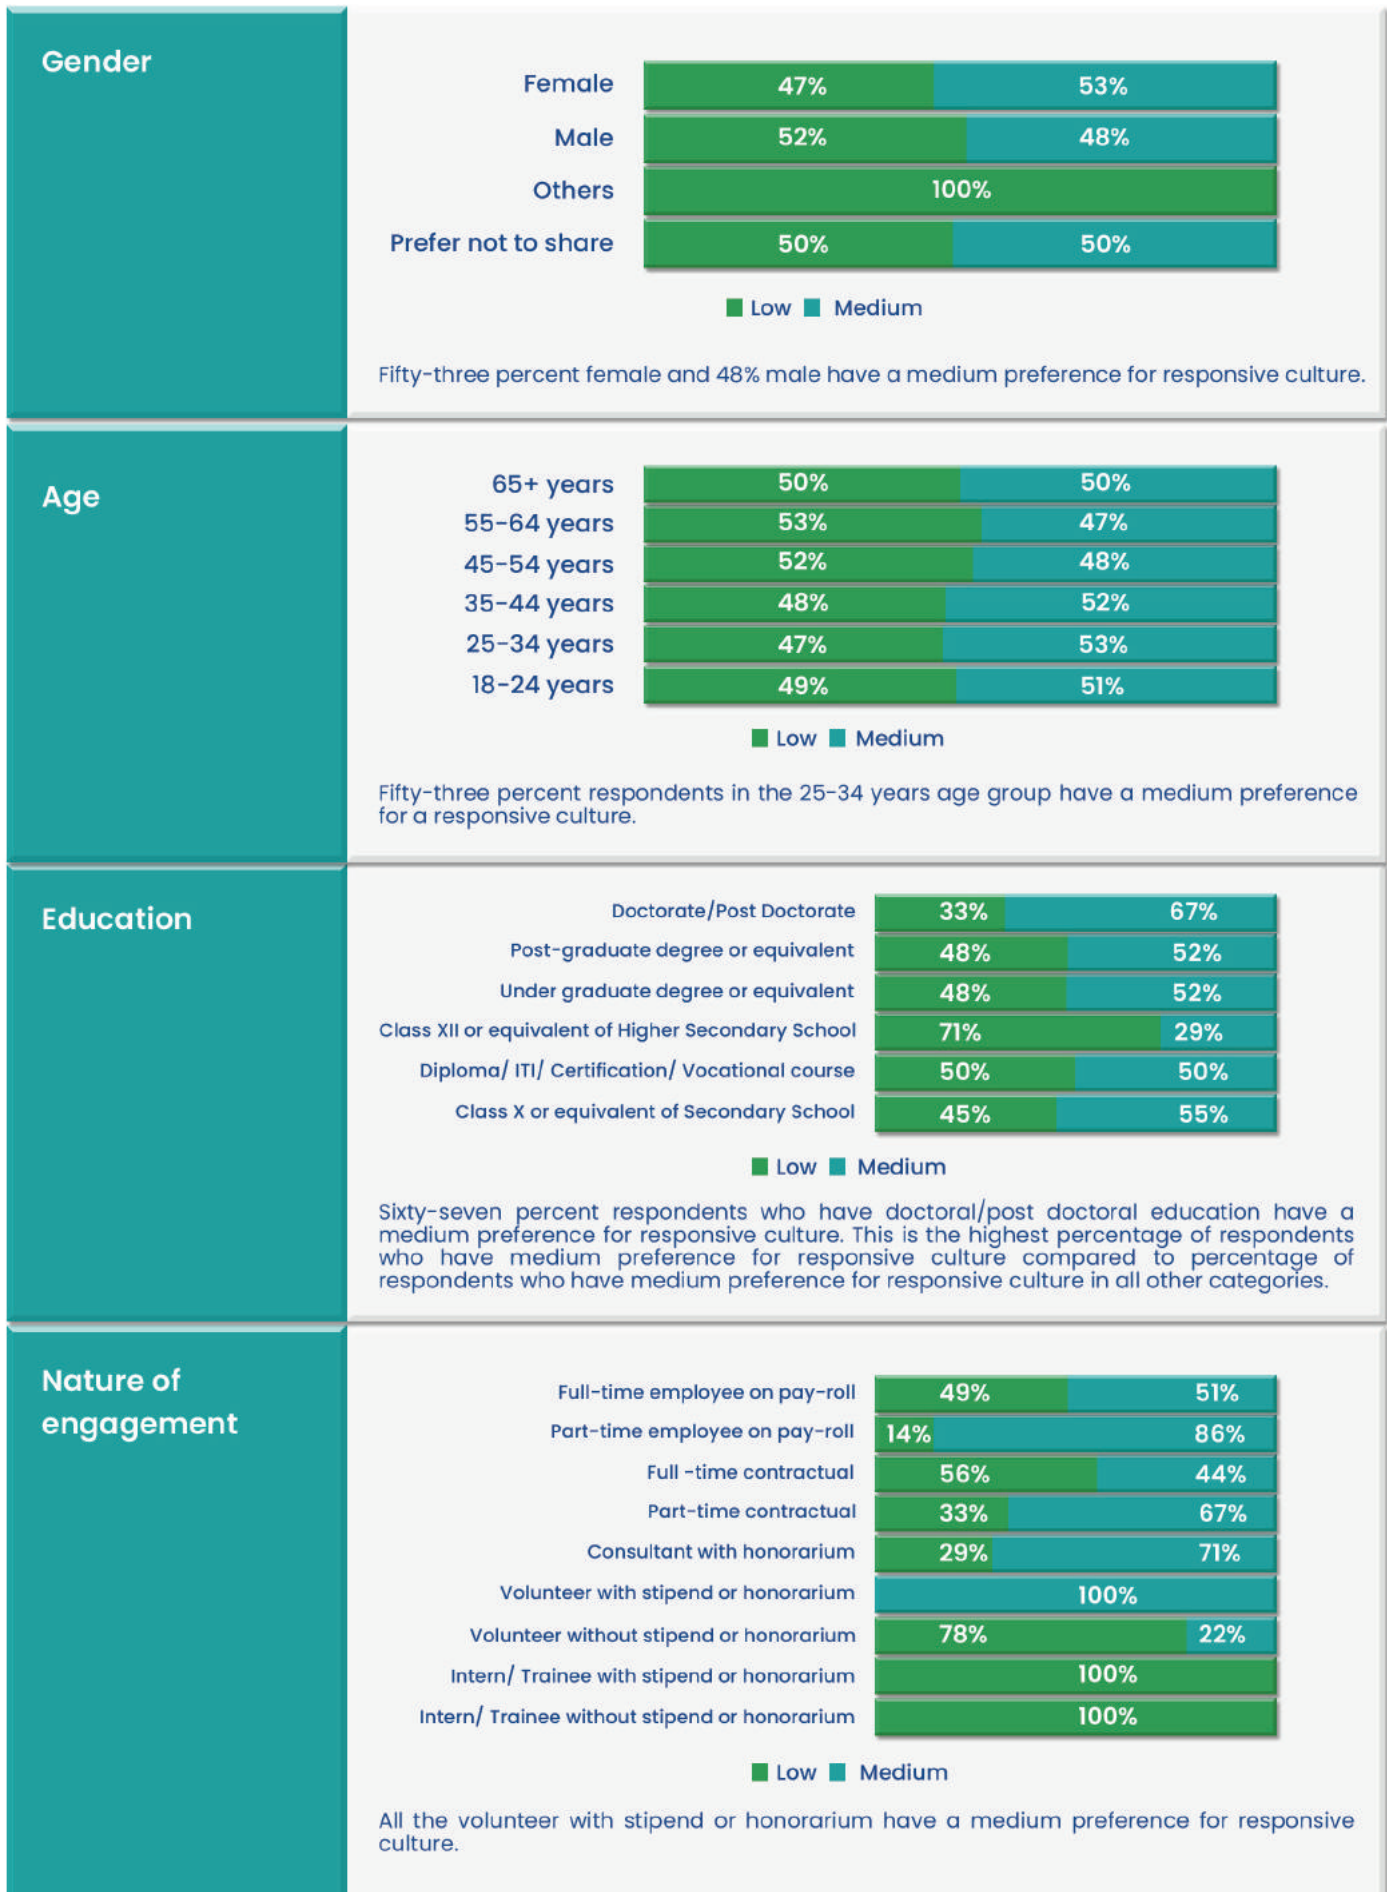 Gender
Female 47% 53%
Male 52% 48%
Others 100%
Prefer not to share 50% 50%
Low Medium
Fifty-three percent female and 48% male have a medium preference for responsive culture.
Age
65+ years 50% 50%
55-64 years 53% 47%
45-54 years 52% 48%
35-44 years 48% 52%
25-34 years 47% 53%
18-24 years 49% 51%
Low Medium
Fifty-three percent respondents in the 25-34 years age group have a medium preference
for a responsive culture.
Education
Doctorate/Post Doctorate 33% 67%
Post-graduate degree or equivalent 48% 52%
Under graduate degree or equivalent 48% 52%
Class XII or equivalent of Higher Secondary School 71% 29%
Diploma/ ITI/ Certification/ Vocational course 50% 50%
Class X or equivalent of Secondary School 45% 55%
Low Medium
Sixty-seven percent respondents who have doctoral/post doctoral education have a
medium preference for responsive culture. This is the highest percentage of respondents
who have medium preference for responsive culture compared to percentage of
respondents who have medium preference for responsive culture in all other categories.
Nature of
engagement
Full-time employee on pay-roll 49% 51%
Part-time employee on pay-roll 14% 86%
Full -time contractual 56% 44%
Part-time contractual 33% 67%
Consultant with honorarium 29% 71%
Volunteer with stipend or honorarium 100%
Volunteer without stipend or honorarium 78% 22%
Intern/ Trainee with stipend or honorarium 100%
Intern/ Trainee without stipend or honorarium 100%
Low Medium
All the volunteer with stipend or honorarium have a medium preference for responsive
culture.